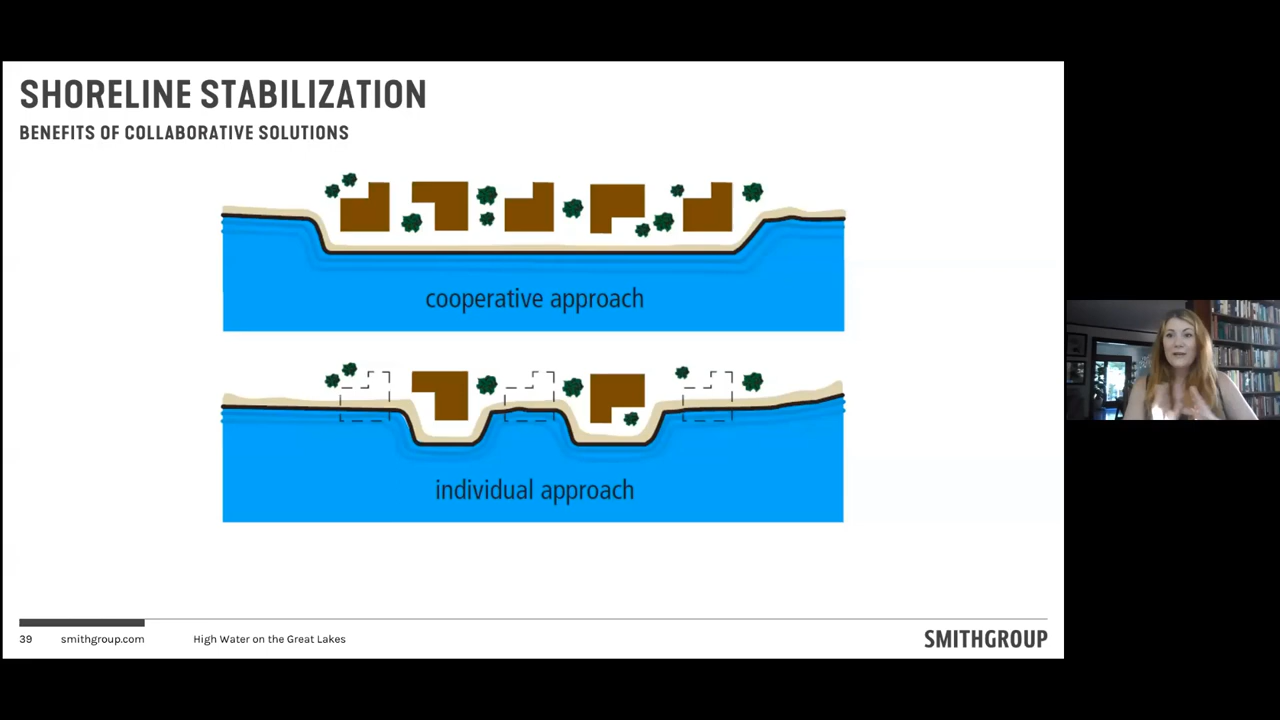 SHORELINE STABILIZATION
BENEFITS OF COLLABORATIVE SOLUTIONS
cooperative approach
individual approach
39 smithgroup.com High Water on the Great Lakes SMITHGROUP